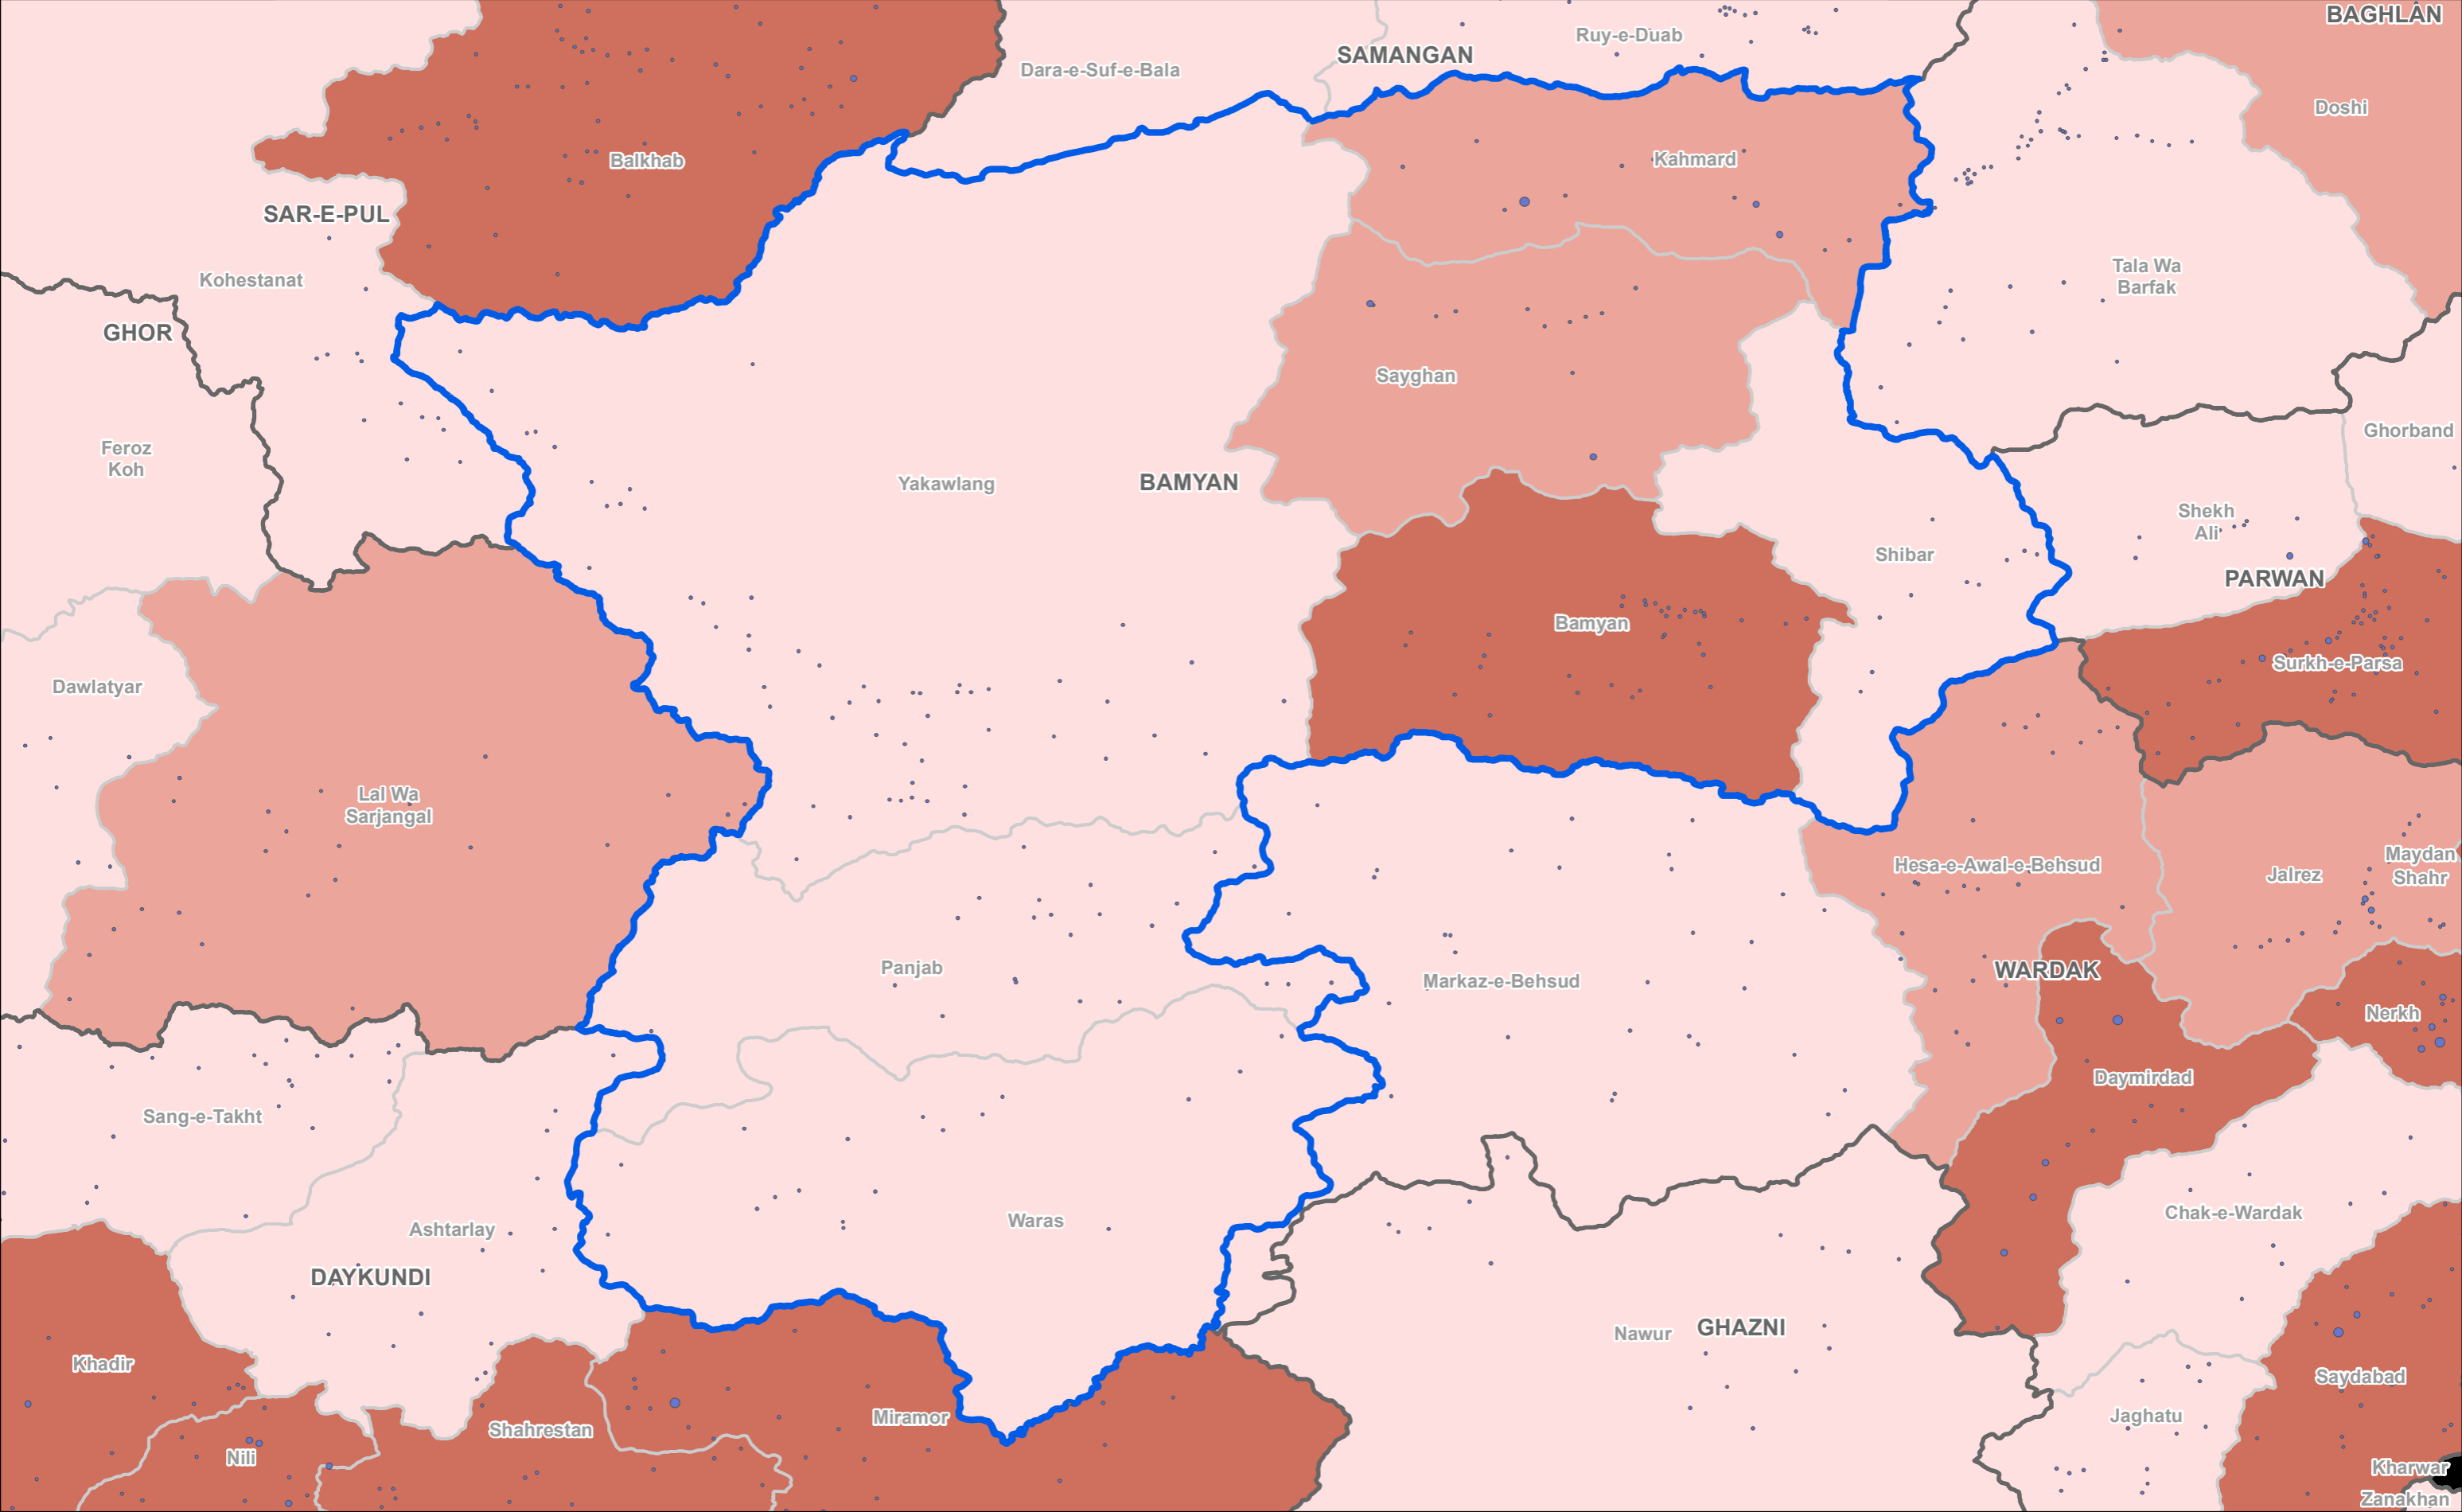 BAGHLAN
Ruy-e-Duab
SAMANGAN
Dara-e-Suf-e-Bala
Doshi
Balkhab
Kahmard
SAR-E-PUL
Kohestanat
Tala Wa
Barfak
GHOR
Sayghan
Ghorband
Feroz
Koh
Yakawlang
BAMYAN
Shekh
Ali
Shibar
PARWAN
Bamyan
Surkh-e-Parsa
Dawlatyar
Lal Wa
Sarjangal
Hesa-e-Awal-e-Behsud
Jalrez
Maydan
Shahr
Panjab
Markaz-e-Behsud
WARDAK
Nerkh
Daymirdad
Sang-e-Takht
Chak-e-Wardak
Waras
Ashtarlay
DAYKUNDI
Nawur
GHAZNI
Khadir
Saydabad
Miramor
Jaghatu
Shahrestan
Nili
Kharwar
Zanakhan